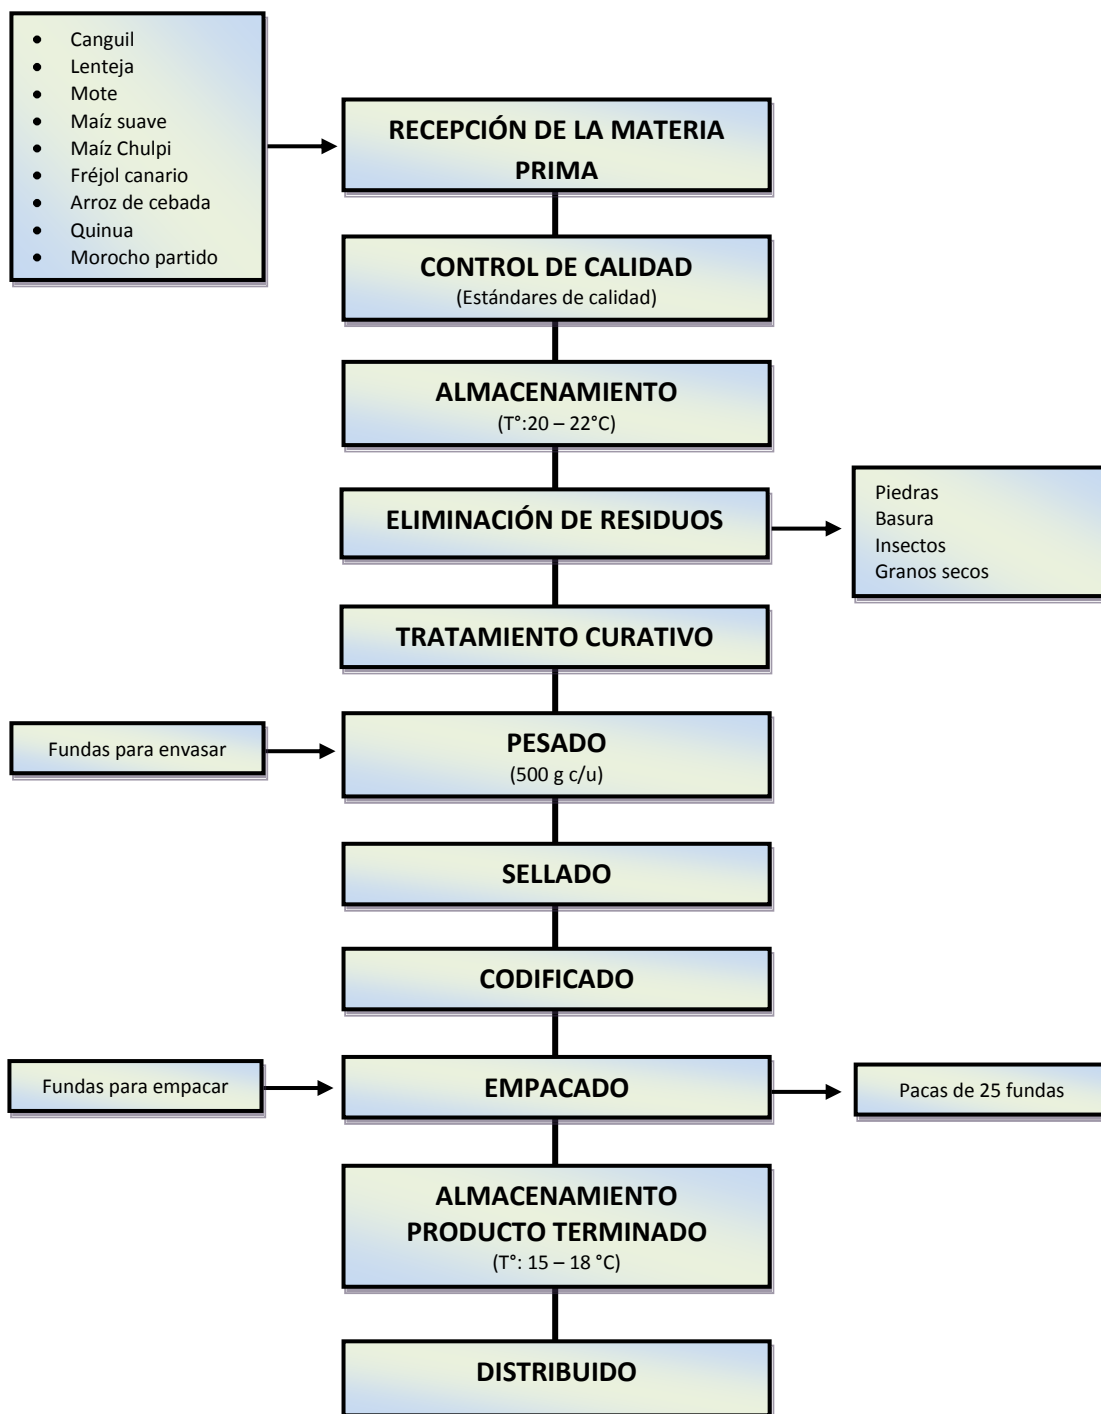 • Canguil
• Lenteja
• Mote
• Maíz suave
• Maíz Chulpi
• Fréjol canario
• Arroz de cebada
• Quinua
• Morocho partido
RECEPCIÓN DE LA MATERIA
PRIMA
CONTROL DE CALIDAD
(Estándares de calidad)
ALMACENAMIENTO
(T°:20 – 22°C)
ELIMINACIÓN DE RESIDUOS
Piedras
Basura
Insectos
Granos secos
TRATAMIENTO CURATIVO
Fundas para envasar
PESADO
(500 g c/u)
SELLADO
CODIFICADO
Fundas para empacar
EMPACADO
Pacas de 25 fundas
ALMACENAMIENTO
PRODUCTO TERMINADO
(T°: 15 – 18 °C)
DISTRIBUIDO